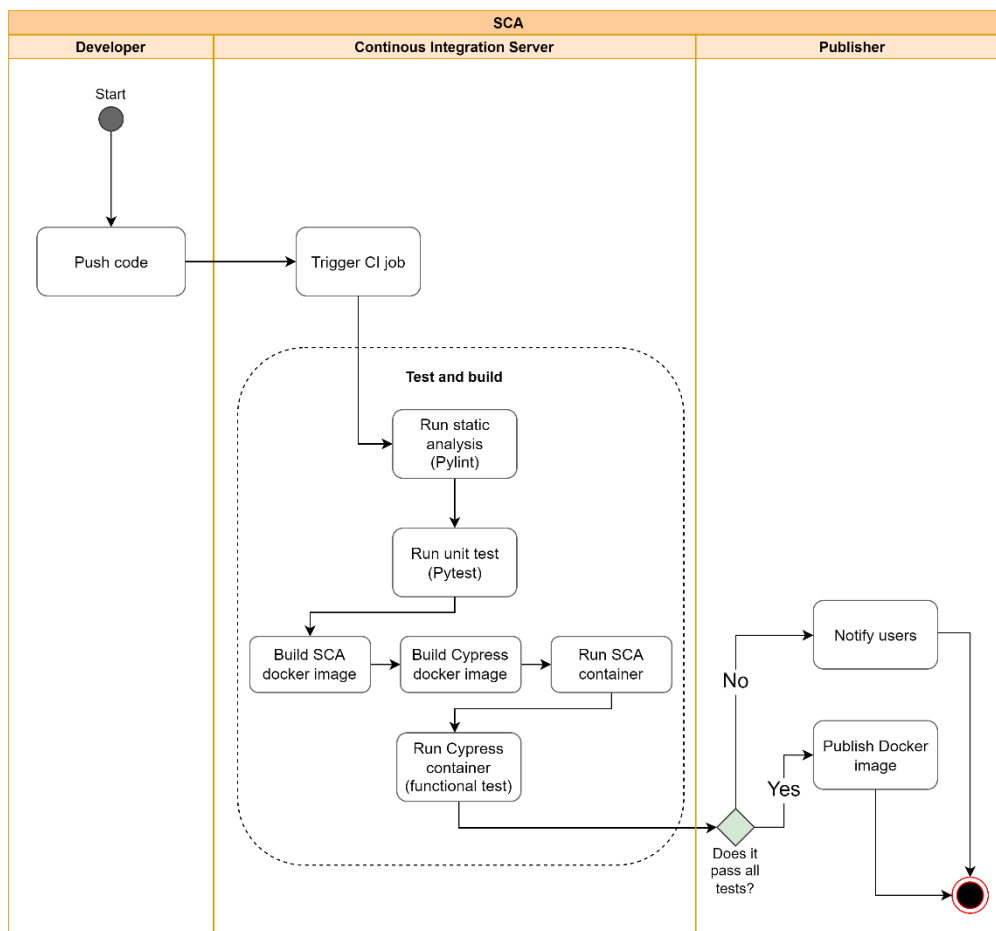 SCA
Developer
Continous Integration Server
Publisher
Start
Push code
Trigger CI job
Test and build
Run static
analysis
(Pylint)
Run unit test
(Pytest)
Build SCA
docker image
Build Cypress
docker image
Run SCA
container
Run Cypress
container
(functional test)
Notify users
No
Publish Docker
image
Yes
Does it
pass all
tests?